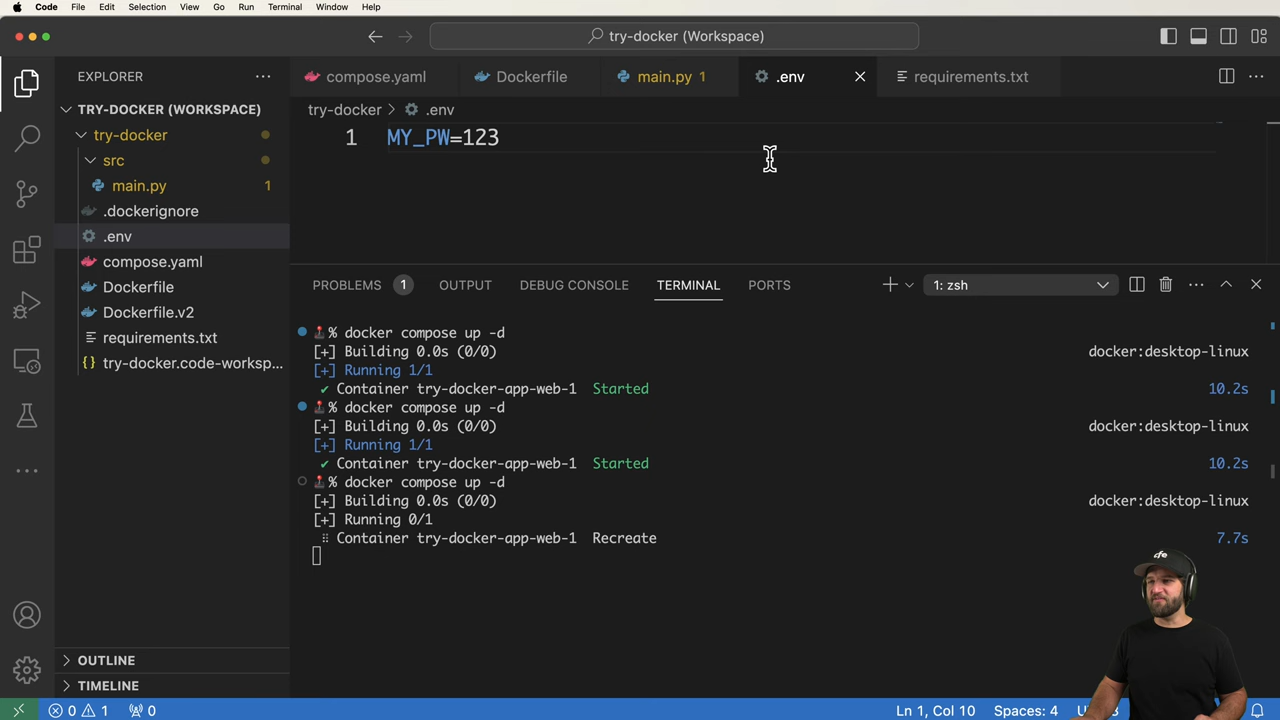 Code File Edit Selection View Go Run Terminal Window Help
try-docker (Workspace)
EXPLORER
compose.yaml
Dockerfile
main.py 1
.env
requirements.txt
TRY-DOCKER (WORKSPACE)
try-docker
src
main.py 1
.dockerignore
.env
compose.yaml
Dockerfile
Dockerfile.v2
requirements.txt
try-docker.code-worksp...
OUTLINE
TIMELINE
try-docker > .env
1 MY_PW=123
PROBLEMS 1 OUTPUT DEBUG CONSOLE TERMINAL PORTS
1: zsh
% docker compose up -d
[+] Building 0.0s (0/0) docker:desktop-linux
[+] Running 1/1
✔ Container try-docker-app-web-1 Started 10.2s
% docker compose up -d
[+] Building 0.0s (0/0) docker:desktop-linux
[+] Running 1/1
✔ Container try-docker-app-web-1 Started 10.2s
% docker compose up -d
[+] Building 0.0s (0/0) docker:desktop-linux
[+] Running 0/1
⠿ Container try-docker-app-web-1 Recreate 7.7s
cfe
0 1 0
Ln 1, Col 10 Spaces: 4